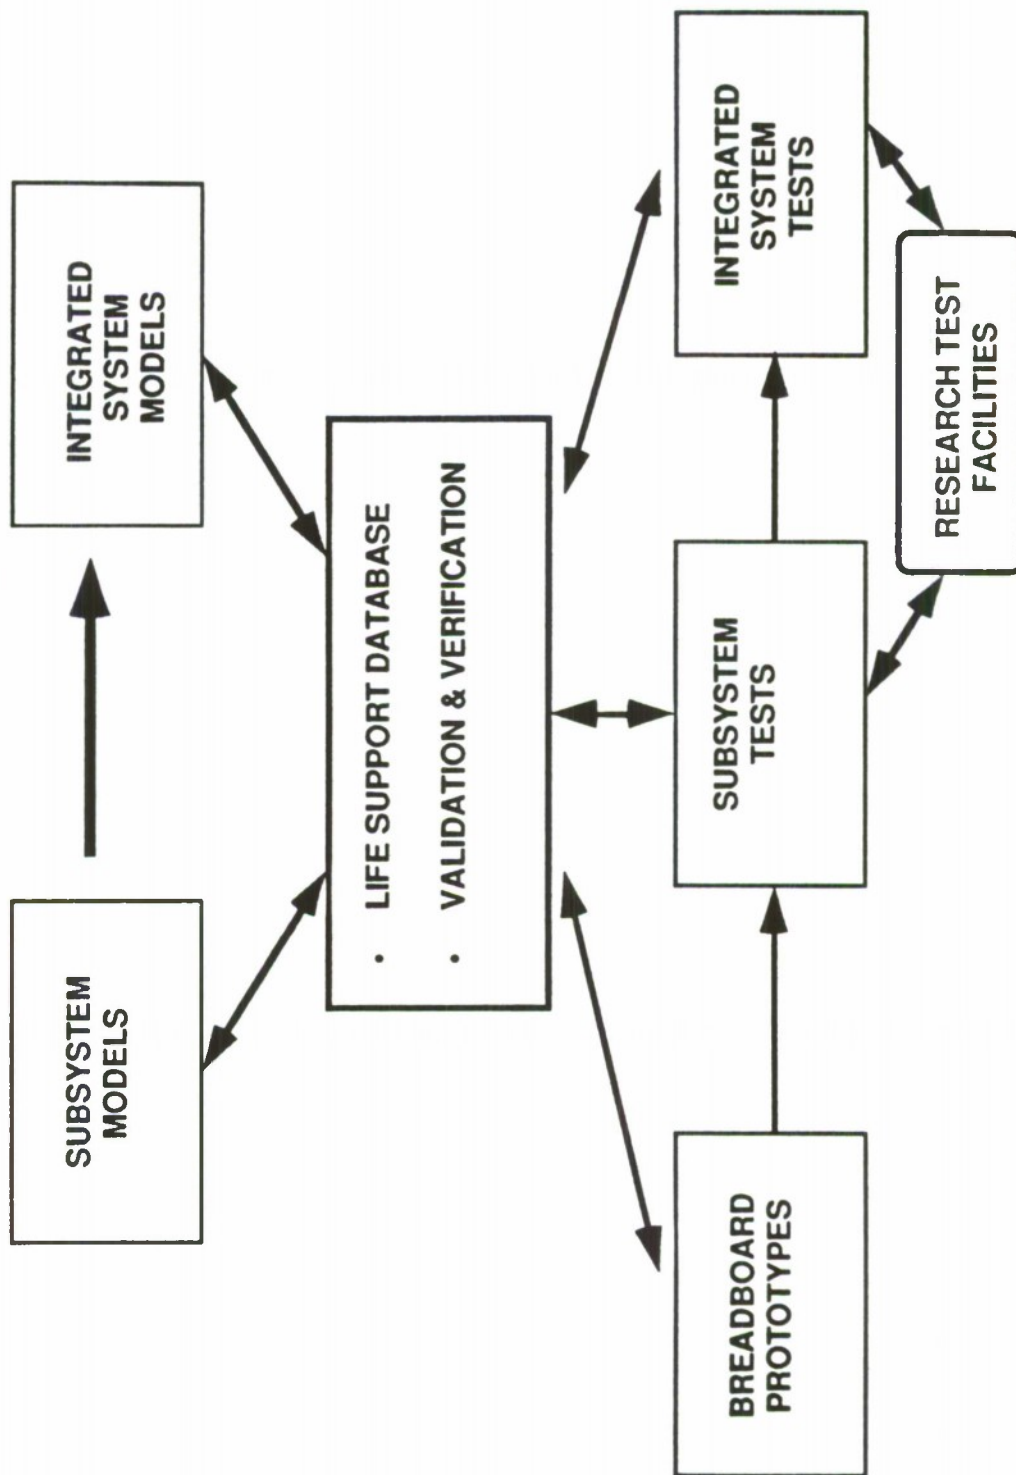 SUBSYSTEM
MODELS
INTEGRATED
SYSTEM
MODELS
• LIFE SUPPORT DATABASE
• VALIDATION & VERIFICATION
BREADBOARD
PROTOTYPES
SUBSYSTEM
TESTS
INTEGRATED
SYSTEM
TESTS
RESEARCH TEST
FACILITIES